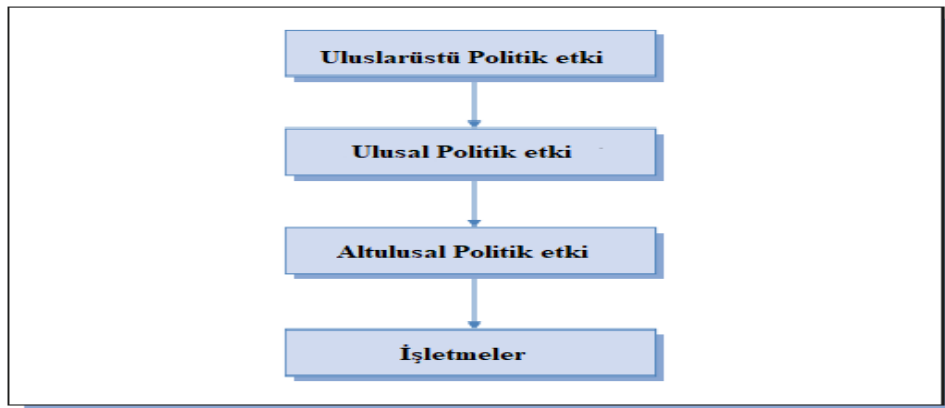 Uluslarüstü Politik etki
Ulusal Politik etki
Altulusal Politik etki
İşletmeler